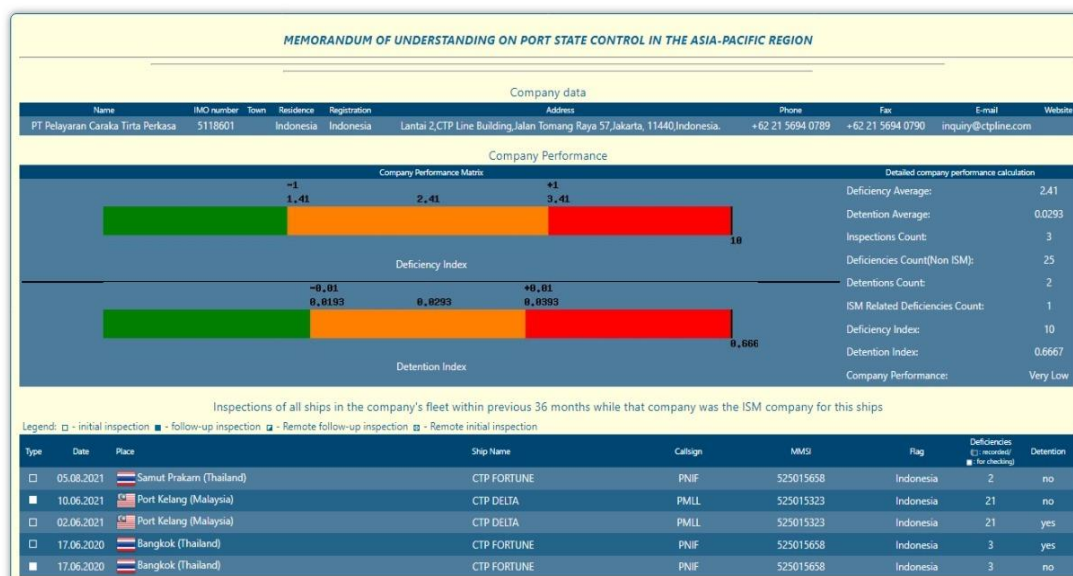 MEMORANDUM OF UNDERSTANDING ON PORT STATE CONTROL IN THE ASIA-PACIFIC REGION
Company data
Name IMO number Town Residence Registration Address Phone Fax E-mail Website
PT Pelayaran Caraka Tirta Perkasa 5118601 Indonesia Indonesia Lantai 2,CTP Line Building,Jalan Tomang Raya 57,Jakarta, 11440,Indonesia. +62 21 5694 0789 +62 21 5694 0790 inquiry@ctpline.com
Company Performance
Company Performance Matrix
-1 +1
1,41 2,41 3,41
10
Deficiency Index
-0,01 +0,01
0,0193 0,0293 0,0393
0,666
Detention Index
Detailed company performance calculation
Deficiency Average: 2.41
Detention Average: 0.0293
Inspections Count: 3
Deficiencies Count(Non ISM): 25
Detentions Count: 2
ISM Related Deficiencies Count: 1
Deficiency Index: 10
Detention Index: 0.6667
Company Performance: Very Low
Inspections of all ships in the company's fleet within previous 36 months while that company was the ISM company for this ships
Legend: - initial inspection - follow-up inspection - Remote follow-up inspection - Remote initial inspection
Type Date Place Ship Name Callsign MMSI Flag Deficiencies (: recorded/ : for checking) Detention
05.08.2021 Samut Prakarn (Thailand) CTP FORTUNE PNIF 525015658 Indonesia 2 no
10.06.2021 Port Kelang (Malaysia) CTP DELTA PMLL 525015323 Indonesia 21 no
02.06.2021 Port Kelang (Malaysia) CTP DELTA PMLL 525015323 Indonesia 21 yes
17.06.2020 Bangkok (Thailand) CTP FORTUNE PNIF 525015658 Indonesia 3 yes
17.06.2020 Bangkok (Thailand) CTP FORTUNE PNIF 525015658 Indonesia 3 no